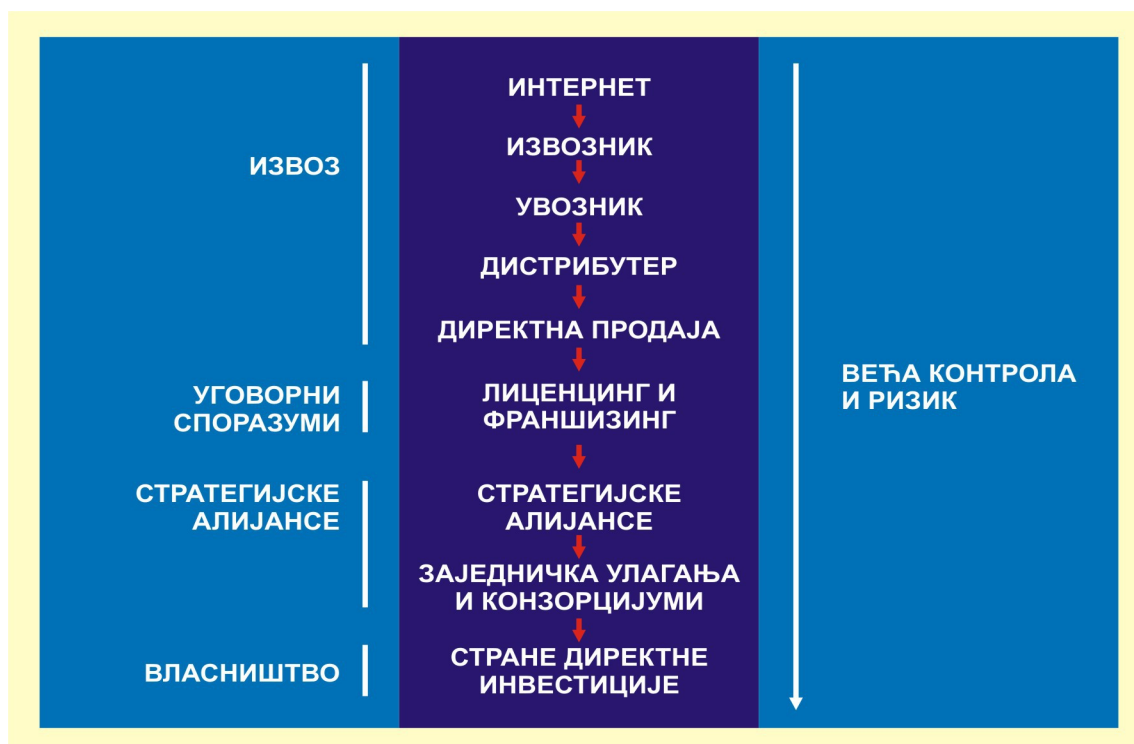 ИНТЕРНЕТ
ИЗВОЗНИК
ИЗВОЗ
УВОЗНИК
ДИСТРИБУТЕР
ДИРЕКТНА ПРОДАЈА
УГОВОРНИ
СПОРАЗУМИ
ЛИЦЕНЦИНГ И
ФРАНШИЗИНГ
ВЕЋА КОНТРОЛА
И РИЗИК
СТРАТЕГИЈСКЕ
АЛИЈАНСЕ
СТРАТЕГИЈСКЕ
АЛИЈАНСЕ
ЗАЈЕДНИЧКА УЛАГАЊА
И КОНЗОРЦИЈУМИ
ВЛАСНИШТВО
СТРАНЕ ДИРЕКТНЕ
ИНВЕСТИЦИЈЕ